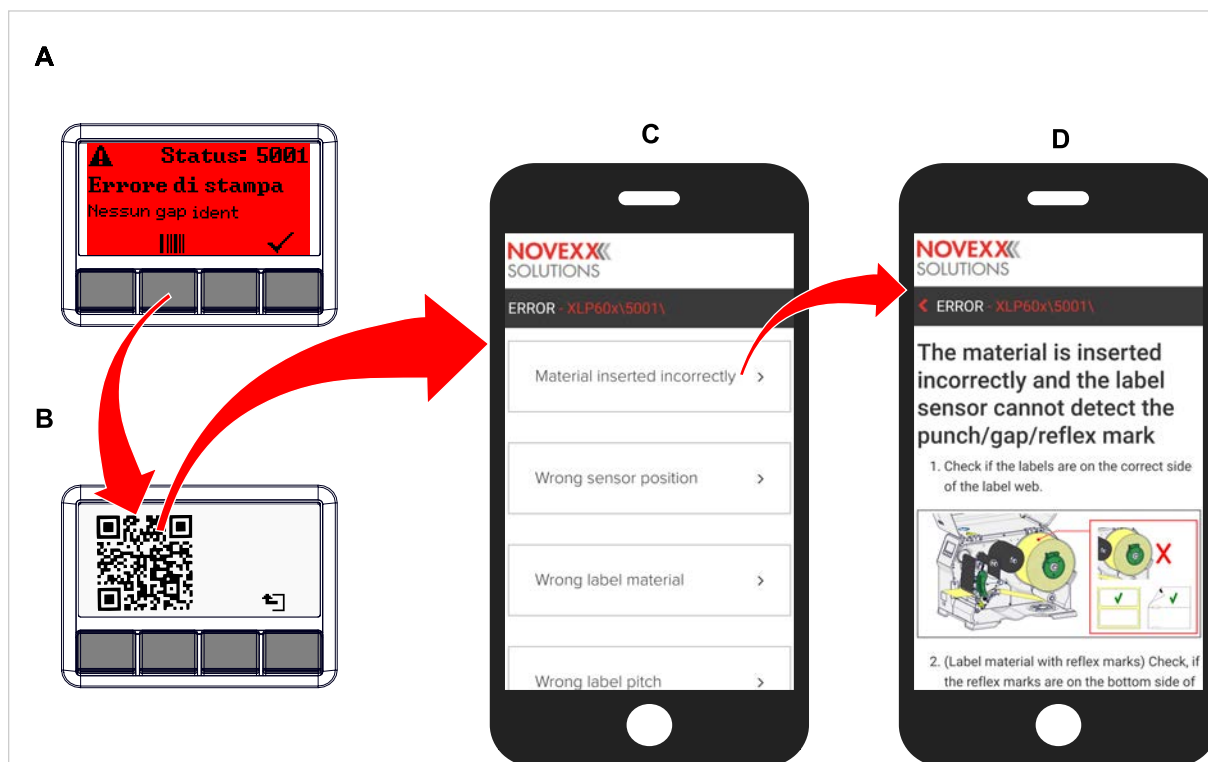 A
Status: 5001
Errore di stampa
Nessun gap ident
B
C
NOVEXX
SOLUTIONS
ERROR - XLP60x\5001\
Material inserted incorrectly
Wrong sensor position
Wrong label material
Wrong label pitch
D
NOVEXX
SOLUTIONS
ERROR - XLP60x\5001\
The material is inserted
incorrectly and the label
sensor cannot detect the
punch/gap/reflex mark
1. Check if the labels are on the correct side
of the label web.
2. (Label material with reflex marks) Check, if
the reflex marks are on the bottom side of